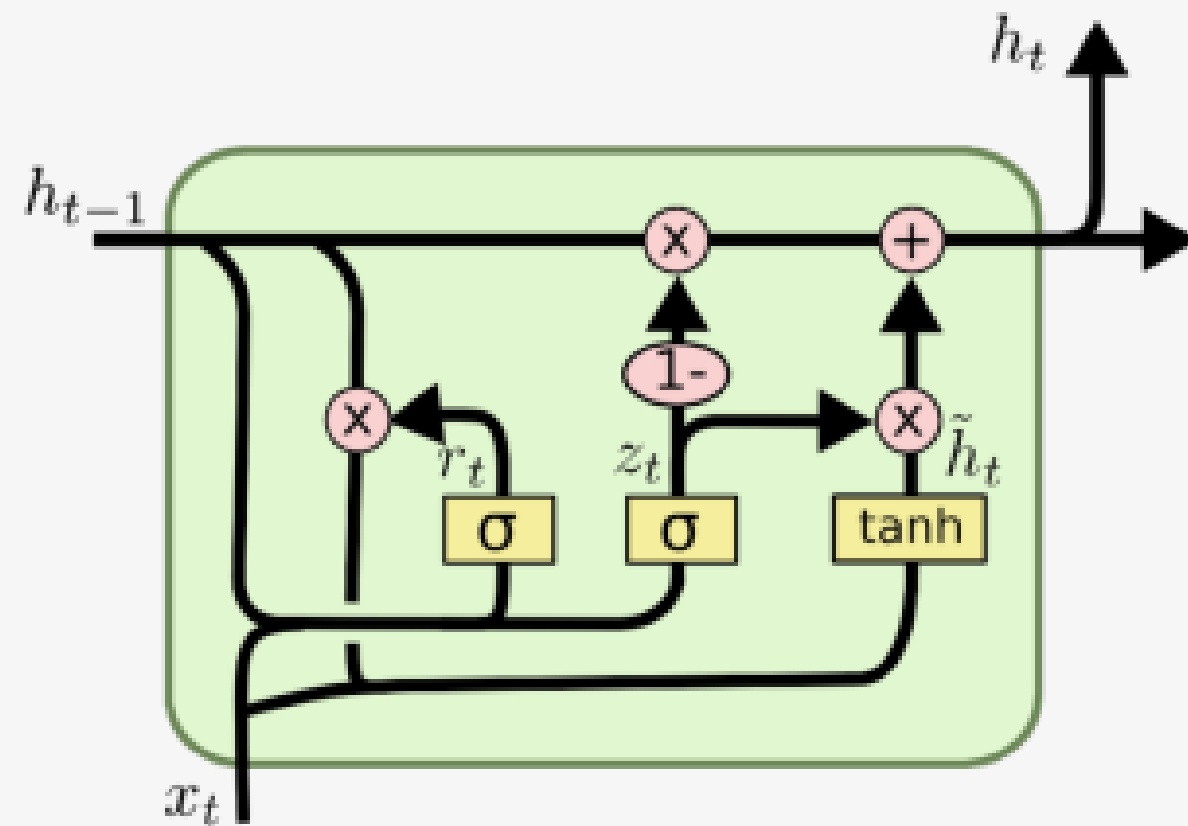 h_t
h_{t-1}
x +
1-
x x
r_t z_t h̃_t
σ σ tanh
x_t